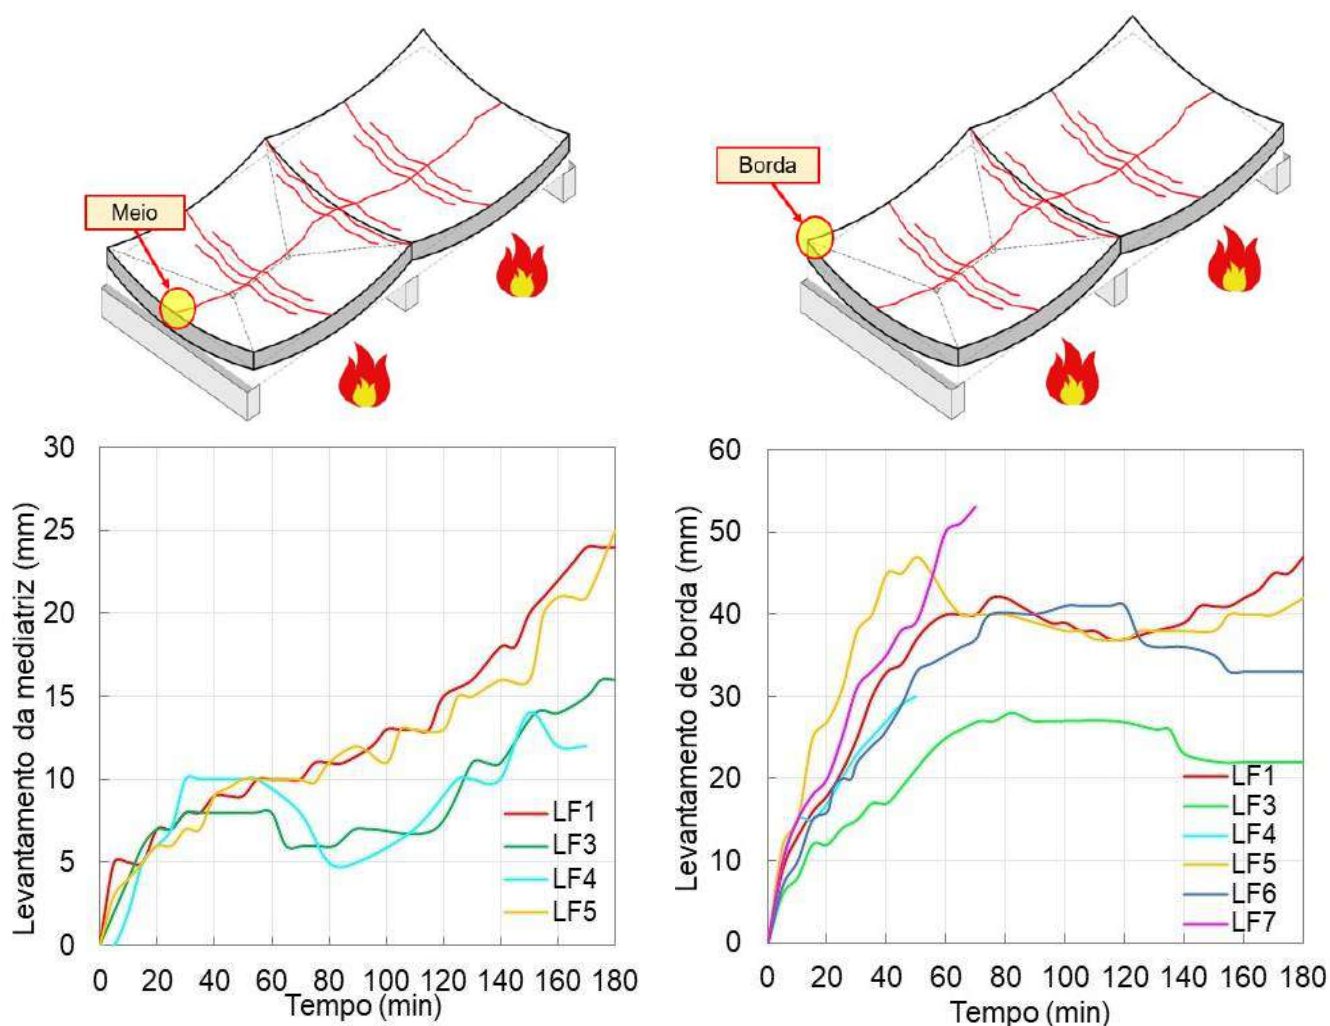 Meio
Borda
Levantamento da mediatriz (mm)
30
25
20
15
10
5
0
0 20 40 60 80 100 120 140 160 180
Tempo (min)
LF1
LF3
LF4
LF5
Levantamento de borda (mm)
60
50
40
30
20
10
0
0 20 40 60 80 100 120 140 160 180
Tempo (min)
LF1
LF3
LF4
LF5
LF6
LF7